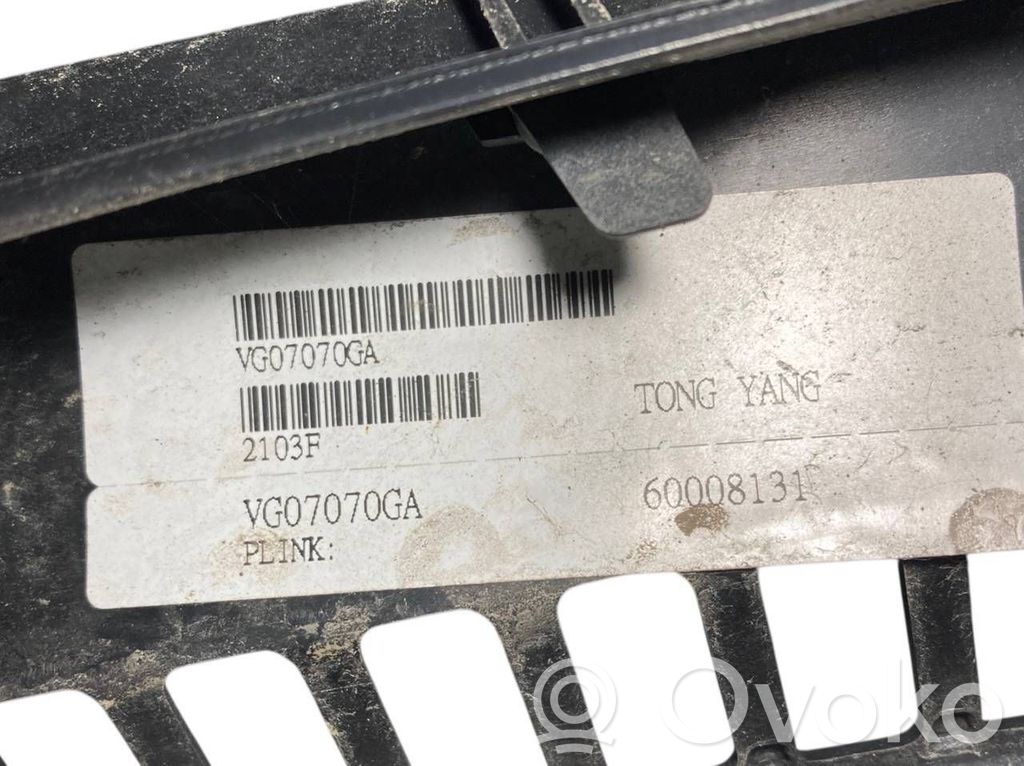 VG07070GA
2103F
TONG YANG
VG07070GA
60008131
PLINK:
Ovoko